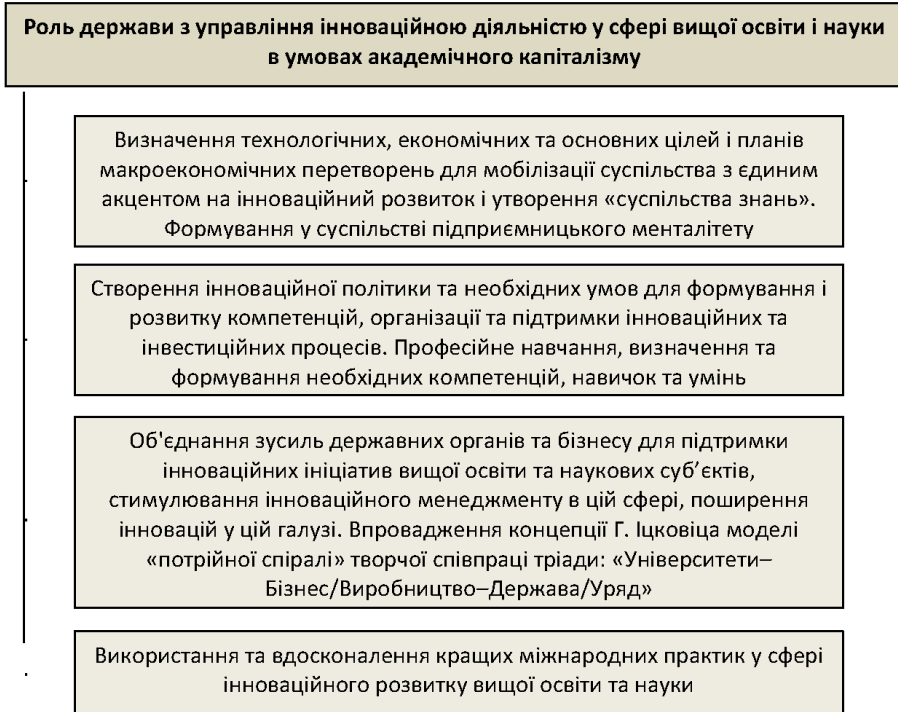 Роль держави з управління інноваційною діяльністю у сфері вищої освіти і науки
в умовах академічного капіталізму
Визначення технологічних, економічних та основних цілей і планів
макроекономічних перетворень для мобілізації суспільства з єдиним
акцентом на інноваційний розвиток і утворення «суспільства знань».
Формування у суспільстві підприємницького менталітету
Створення інноваційної політики та необхідних умов для формування і
розвитку компетенцій, організації та підтримки інноваційних та
інвестиційних процесів. Професійне навчання, визначення та
формування необхідних компетенцій, навичок та умінь
Об'єднання зусиль державних органів та бізнесу для підтримки
інноваційних ініціатив вищої освіти та наукових суб’єктів,
стимулювання інноваційного менеджменту в цій сфері, поширення
інновацій у цій галузі. Впровадження концепції Г. Іцковіца моделі
«потрійної спіралі» творчої співпраці тріади: «Університети–
Бізнес/Виробництво–Держава/Уряд»
Використання та вдосконалення кращих міжнародних практик у сфері
інноваційного розвитку вищої освіти та науки